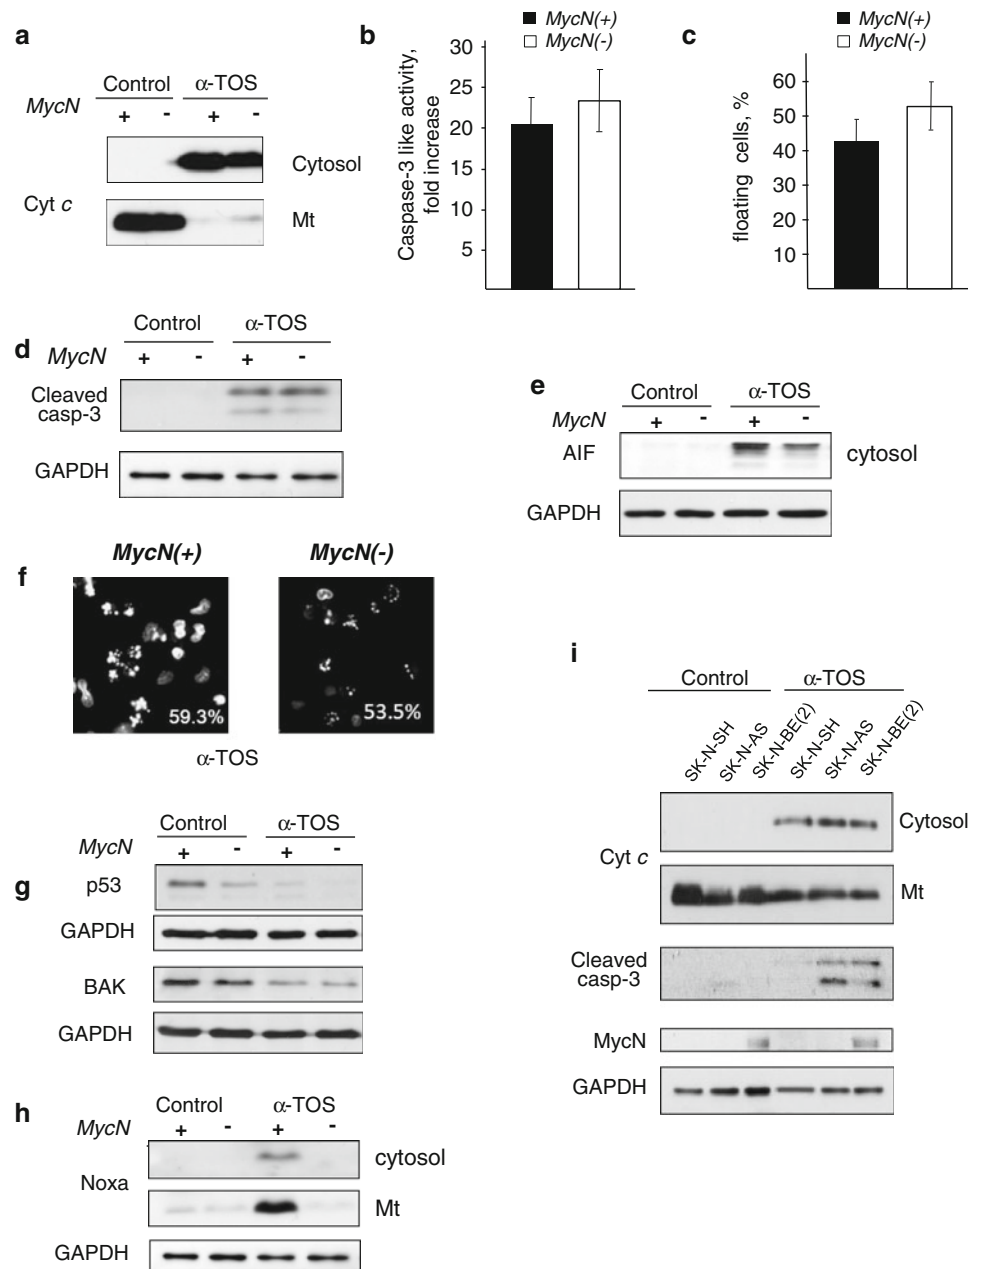 a
Control α-TOS
MycN + - + -
Cytosol
Cyt c
Mt
b
MycN(+)
MycN(-)
Caspase-3 like activity,
fold increase
30
25
20
15
10
5
c
MycN(+)
MycN(-)
floating cells, %
60
50
40
30
20
10
d
Control α-TOS
MycN + - + -
Cleaved
casp-3
GAPDH
e
Control α-TOS
MycN + - + -
AIF cytosol
GAPDH
f
MycN(+) MycN(-)
59.3% 53.5%
α-TOS
g
Control α-TOS
MycN + - + -
p53
GAPDH
BAK
GAPDH
h
Control α-TOS
MycN + - + -
cytosol
Noxa
Mt
GAPDH
i
Control α-TOS
SK-N-SH SK-N-AS SK-N-BE(2) SK-N-SH SK-N-AS SK-N-BE(2)
Cytosol
Cyt c
Mt
Cleaved
casp-3
MycN
GAPDH